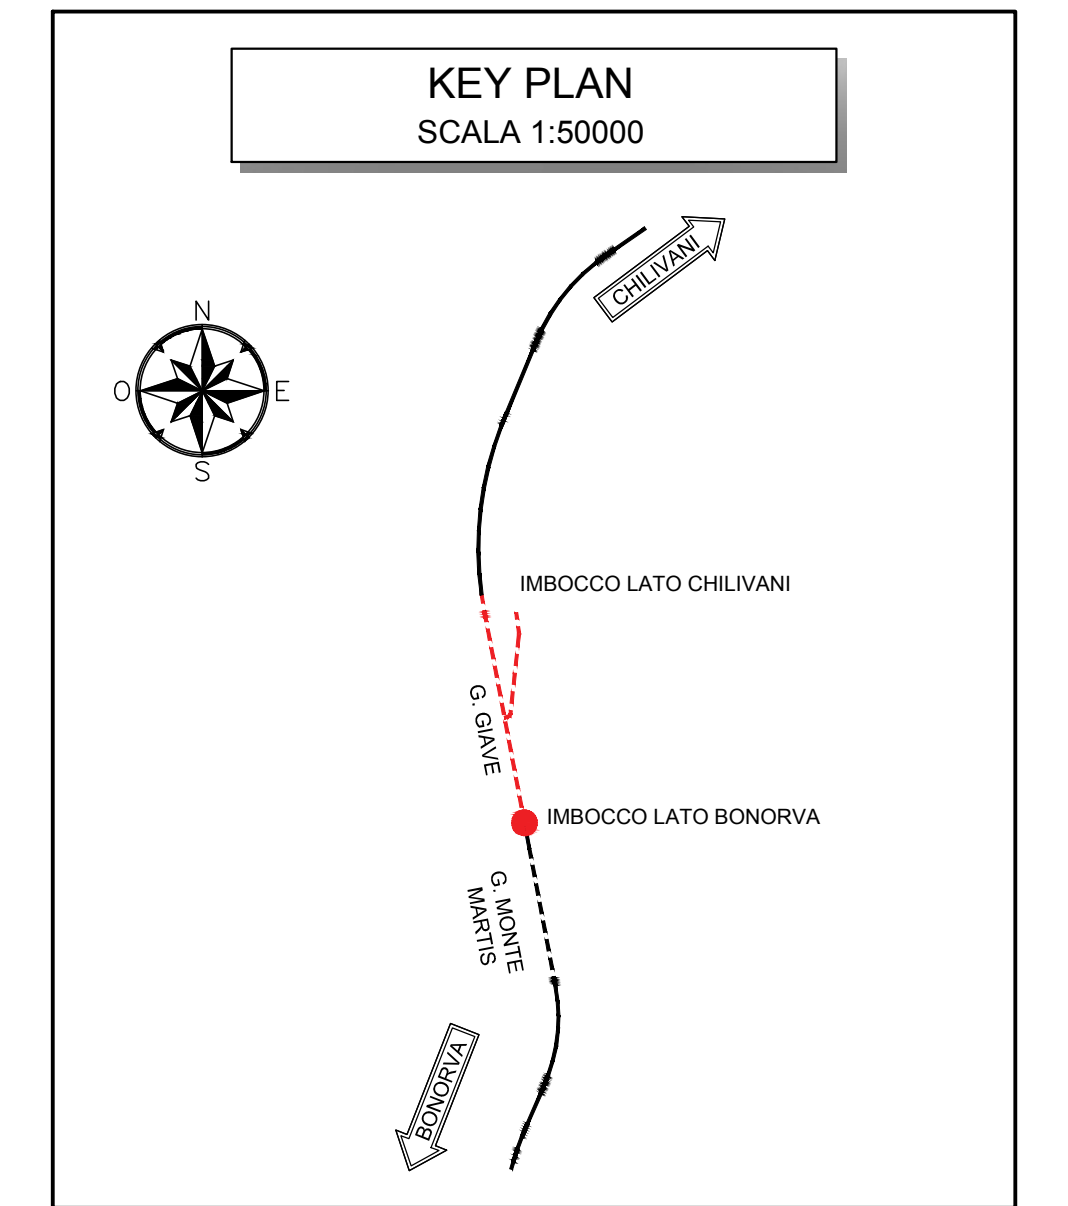 KEY PLAN
SCALA 1:50000
CHILIVANI
N
O
E
S
IMBOCCO LATO CHILIVANI
G. GIAVE
IMBOCCO LATO BONORVA
G. MONTE
MARTIS
BONORVA